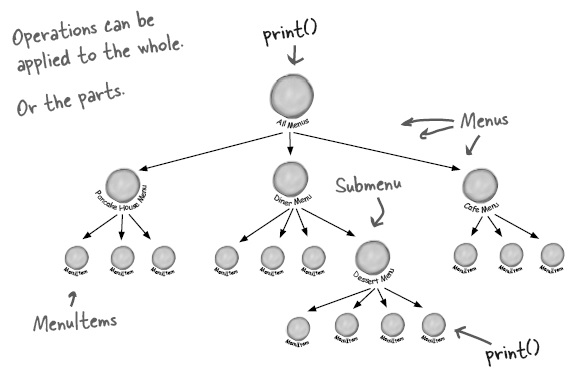 Operations can be
applied to the whole.
Or the parts.
print()
All Menus
Menus
Pancake House Menu
Diner Menu
Submenu
Cafe Menu
MenuItem
MenuItem
MenuItem
MenuItem
MenuItem
MenuItem
Dessert Menu
MenuItem
MenuItem
MenuItem
MenuItems
MenuItem
MenuItem
MenuItem
MenuItem
print()